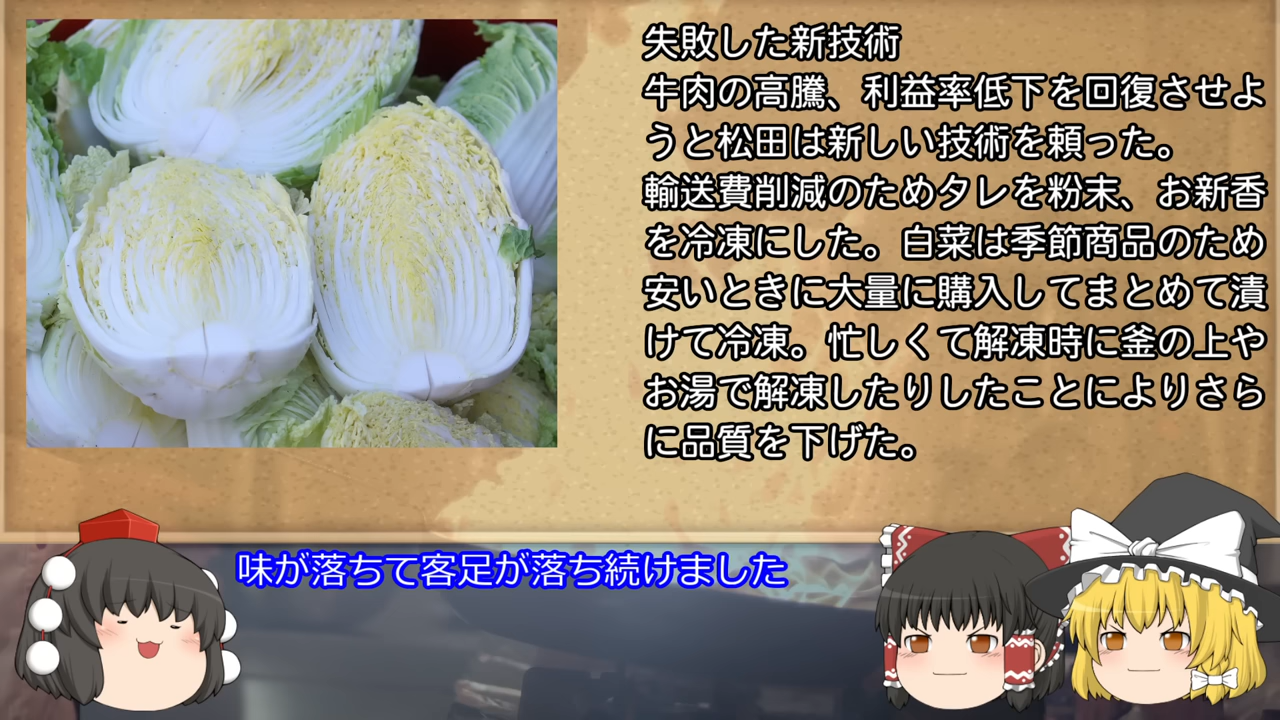 失敗した新技術
牛肉の高騰、利益率低下を回復させよ
うと松田は新しい技術を頼った。
輸送費削減のためタレを粉末、お新香
を冷凍にした。白菜は季節商品のため
安いときに大量に購入してまとめて漬
けて冷凍。忙しくて解凍時に釜の上や
お湯で解凍したりしたことによりさら
に品質を下げた。
味が落ちて客足が落ち続けました